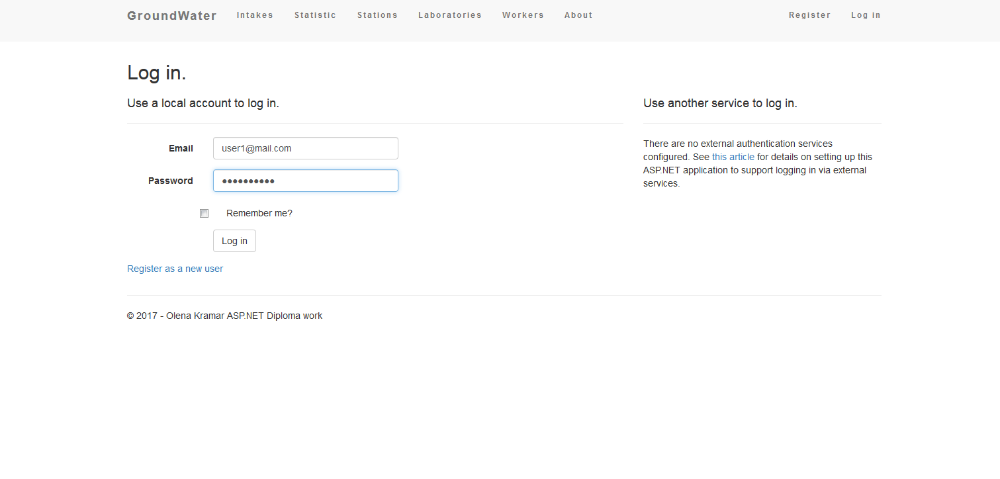 GroundWater Intakes Statistic Stations Laboratories Workers About Register Log in
Log in.
Use a local account to log in.
Email user1@mail.com
Password ●●●●●●●●●●
Remember me?
Log in
Register as a new user
Use another service to log in.
There are no external authentication services
configured. See this article for details on setting up this
ASP.NET application to support logging in via external
services.
© 2017 - Olena Kramar ASP.NET Diploma work